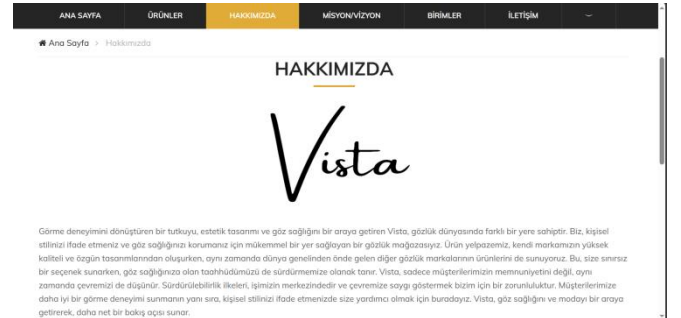 ANA SAYFA ÜRÜNLER HAKKIMIZDA MİSYON/VİZYON BİRİMLER İLETİŞİM
Ana Sayfa > Hakkımızda
HAKKIMIZDA
Vista
Görme deneyimini dönüştüren bir tutkuyu, estetik tasarımı ve göz sağlığını bir araya getiren Vista, gözlük dünyasında farklı bir yere sahiptir. Biz, kişisel
stilinizi ifade etmeniz ve göz sağlığınızı korumanız için mükemmel bir yer sağlayan bir gözlük mağazasıyız. Ürün yelpazemiz, kendi markamızın yüksek
kaliteli ve özgün tasarımlarından oluşurken, aynı zamanda dünya genelinden önde gelen diğer gözlük markalarının ürünlerini de sunuyoruz. Bu, size sınırsız
bir seçenek sunarken, göz sağlığınıza olan taahhüdümüzü de sürdürmemize olanak tanır. Vista, sadece müşterilerimizin memnuniyetini değil, aynı
zamanda çevremizi de düşünür. Sürdürülebilirlik ilkeleri, işimizin merkezindedir ve çevremize saygı göstermek bizim için bir zorunluluktur. Müşterilerimize
daha iyi bir görme deneyimi sunmanın yanı sıra, kişisel stilinizi ifade etmenizde size yardımcı olmak için buradayız. Vista, göz sağlığını ve modayı bir araya
getirerek, daha net bir bakış açısı sunar.